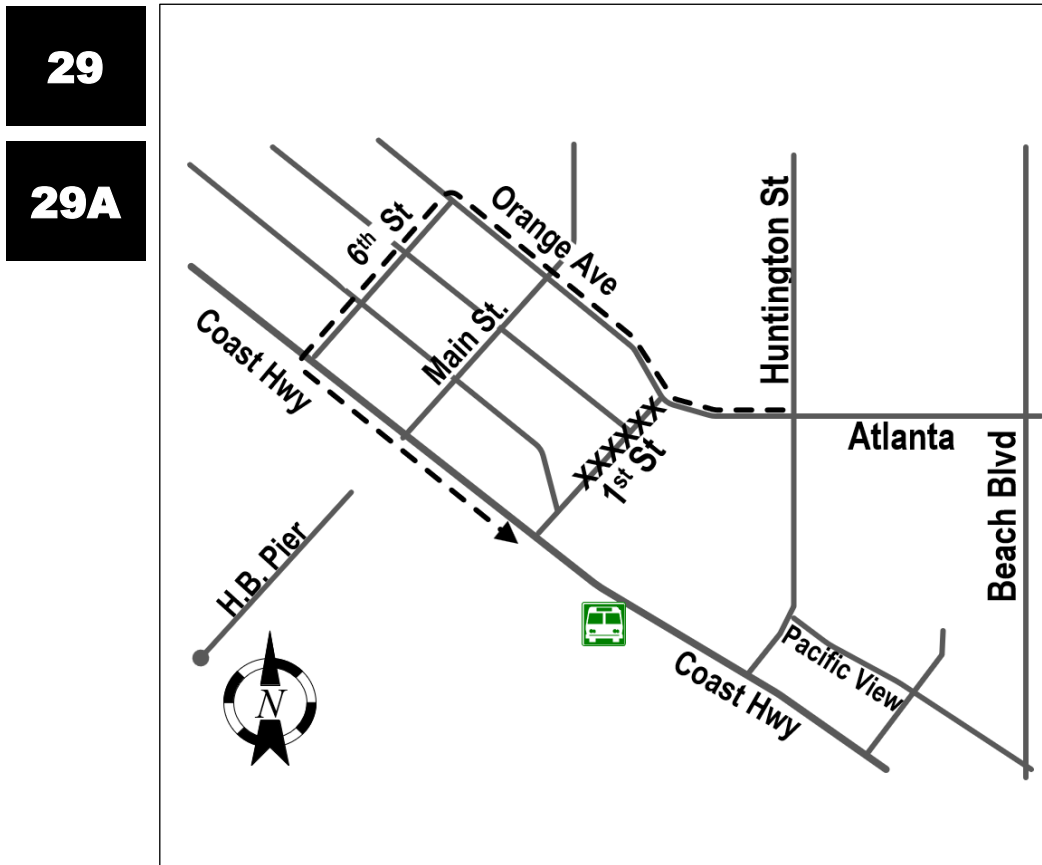 29
29A
Orange Ave
6th St
Huntington St
Main St.
Coast Hwy
Atlanta
XXXXXX
1st St
Beach Blvd
H.B. Pier
Pacific View
Coast Hwy
N